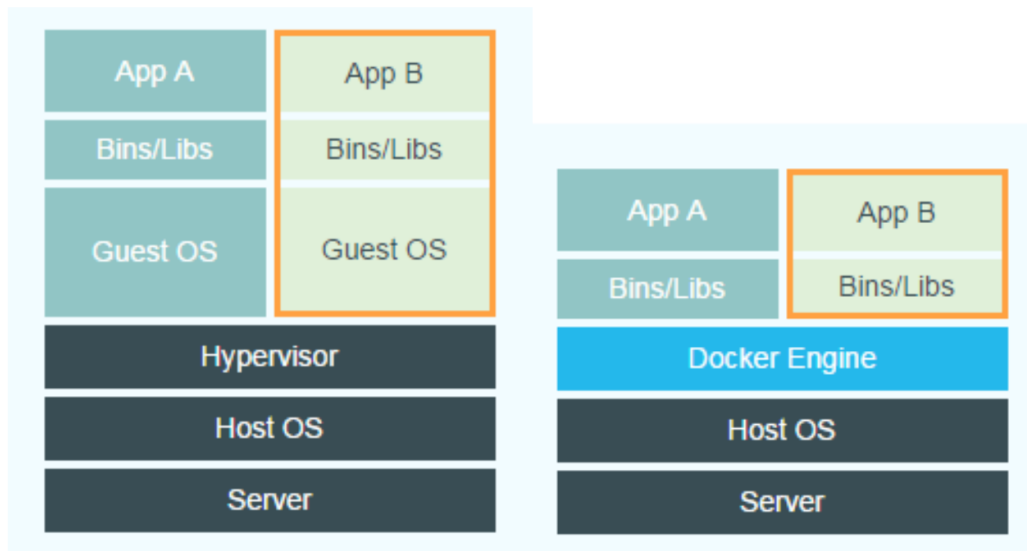 App A
App B
Bins/Libs
Bins/Libs
Guest OS
Guest OS
Hypervisor
Host OS
Server
App A
App B
Bins/Libs
Bins/Libs
Docker Engine
Host OS
Server